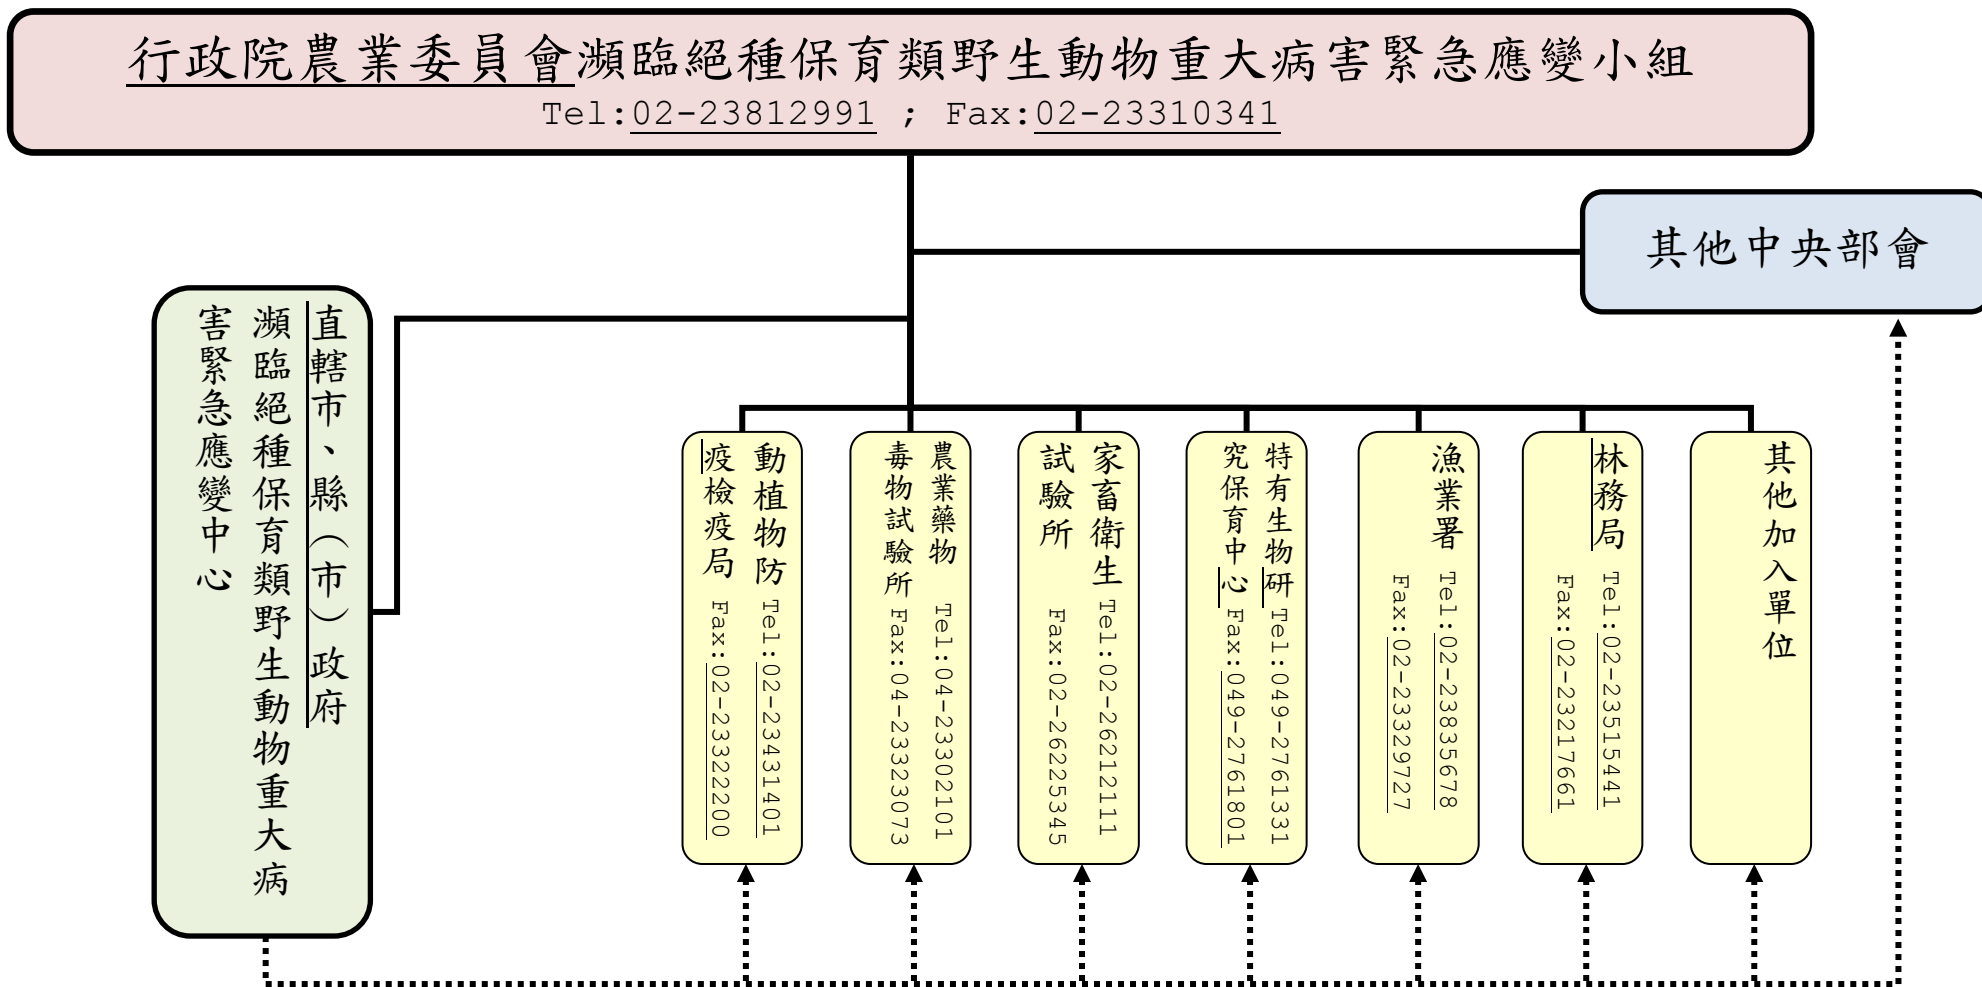 行政院農業委員會瀕臨絕種保育類野生動物重大病害緊急應變小組
Tel:02-23812991 ; Fax:02-23310341
其他中央部會
直轄市、縣（市）政府
瀕臨絕種保育類野生動物重大病
害緊急應變中心
動植物防 Tel:02-23431401
疫檢疫局 Fax:02-23322200
農業藥物 Tel:04-23302101
毒物試驗所 Fax:04-23323073
家畜衛生 Tel:02-26212111
試驗所 Fax:02-26225345
特有生物研 Tel:049-2761331
究保育中心 Fax:049-2761801
漁業署 Tel:02-23835678
Fax:02-23329727
林務局 Tel:02-23515441
Fax:02-23217661
其他加入單位